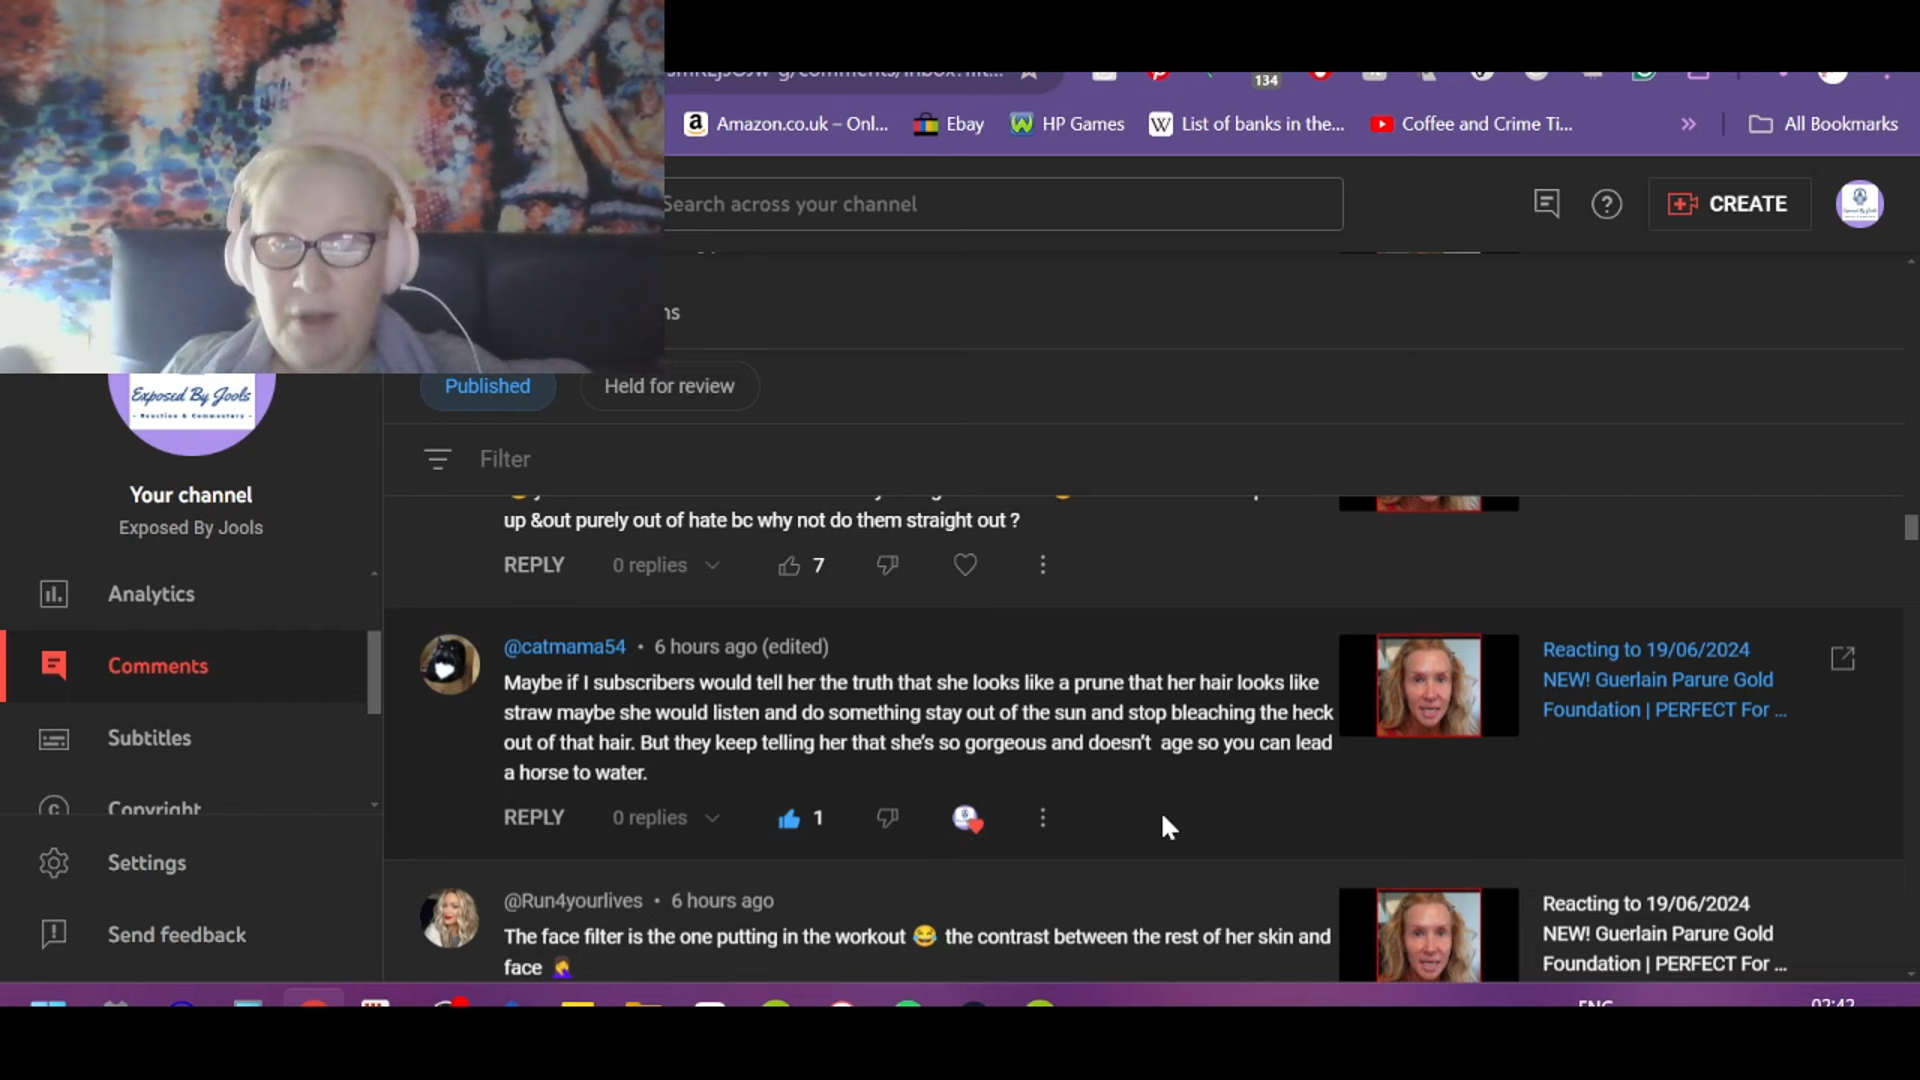 134
Amazon.co.uk – Onl...
Ebay
HP Games
List of banks in the...
Coffee and Crime Ti...
All Bookmarks
Search across your channel
CREATE
Published
Held for review
Exposed By Jools
- Reaction & Commentary -
Filter
Your channel
Exposed By Jools
Analytics
Comments
Subtitles
Copyright
Settings
Send feedback
up &out purely out of hate bc why not do them straight out ?
REPLY 0 replies 7
@catmama54 • 6 hours ago (edited)
Maybe if I subscribers would tell her the truth that she looks like a prune that her hair looks like
straw maybe she would listen and do something stay out of the sun and stop bleaching the heck
out of that hair. But they keep telling her that she's so gorgeous and doesn't age so you can lead
a horse to water.
REPLY 0 replies 1
Reacting to 19/06/2024
NEW! Guerlain Parure Gold
Foundation | PERFECT For ...
@Run4yourlives • 6 hours ago
The face filter is the one putting in the workout 😂 the contrast between the rest of her skin and
face 🤦‍♀️
Reacting to 19/06/2024
NEW! Guerlain Parure Gold
Foundation | PERFECT For ...
ENG
02:42